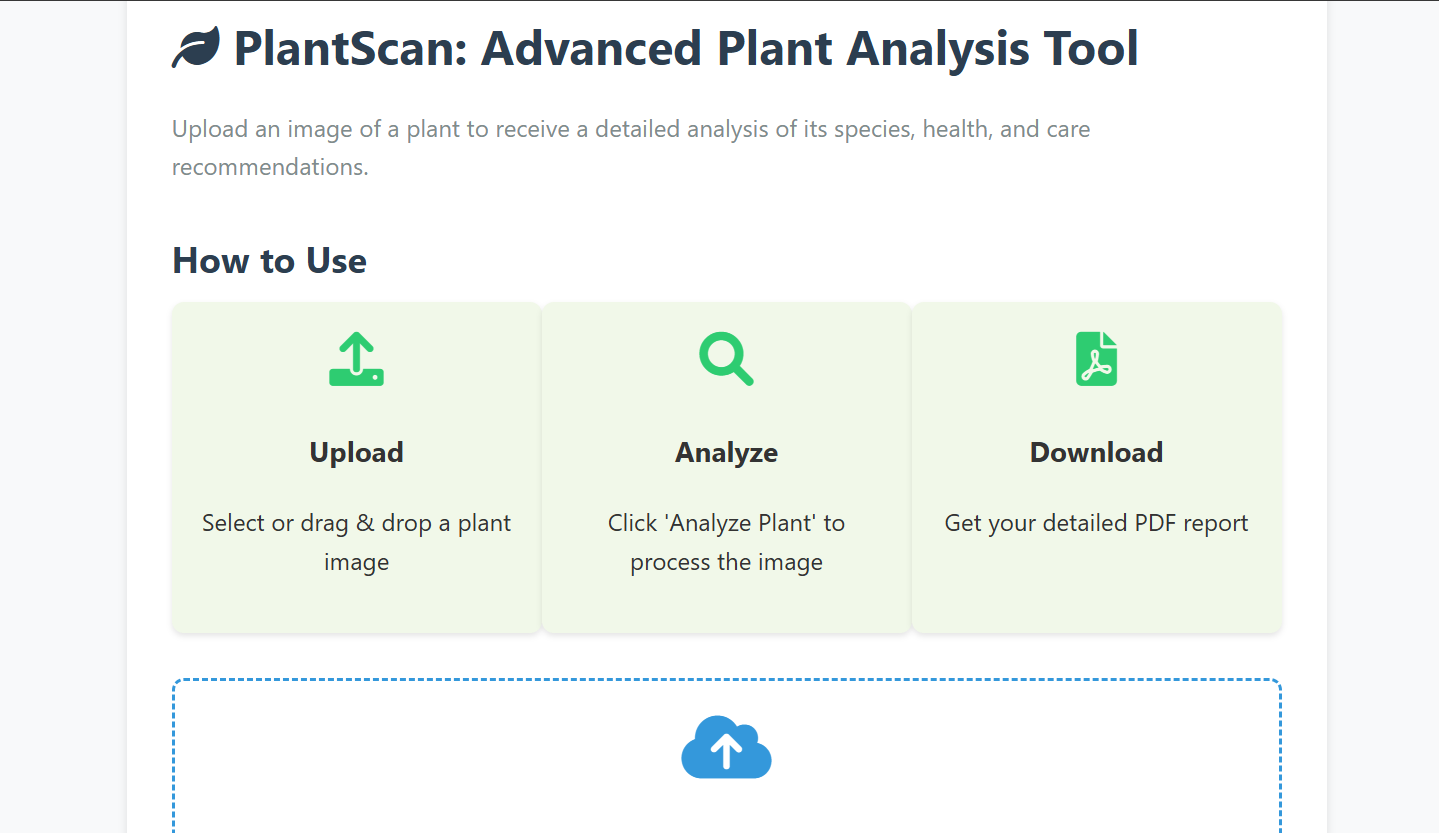 PlantScan: Advanced Plant Analysis Tool
Upload an image of a plant to receive a detailed analysis of its species, health, and care
recommendations.
How to Use
Upload
Select or drag & drop a plant
image
Analyze
Click 'Analyze Plant' to
process the image
Download
Get your detailed PDF report